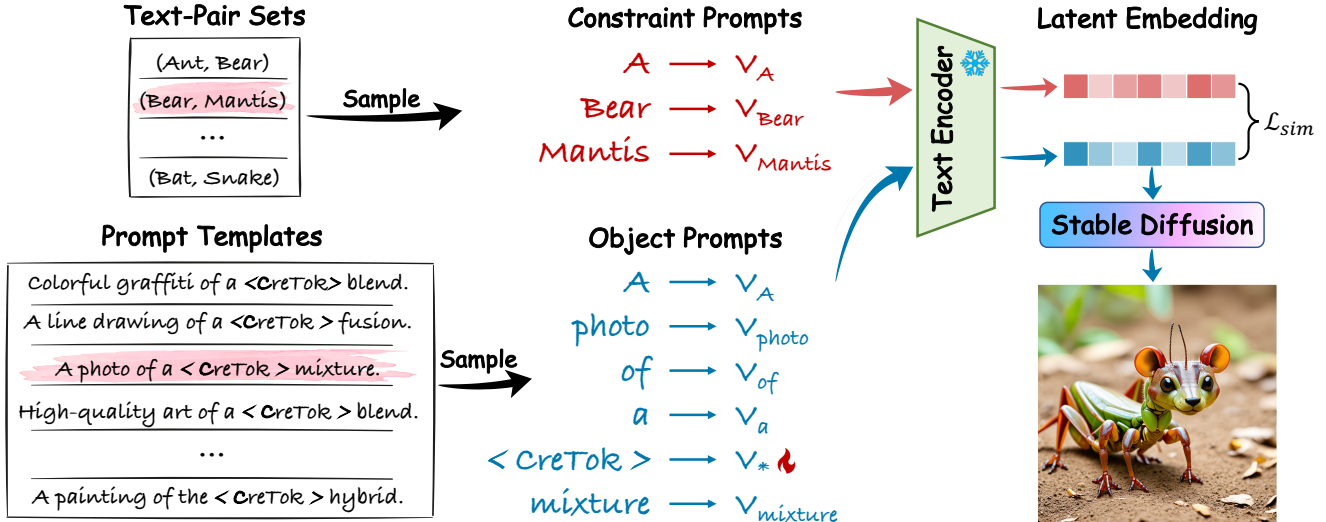 Text-Pair Sets
(Ant, Bear)
(Bear, Mantis)
...
(Bat, Snake)
Sample
Constraint Prompts
A → V_A
Bear → V_Bear
Mantis → V_Mantis
Prompt Templates
Colorful graffiti of a <CreTok> blend.
A line drawing of a <CreTok > fusion.
A photo of a < CreTok > mixture.
High-quality art of a < CreTok > blend.
...
A painting of the < CreTok > hybrid.
Sample
Object Prompts
A → V_A
photo → V_photo
of → V_of
a → V_a
< CreTok > → V_*
mixture → V_mixture
Text Encoder
Latent Embedding
ℒ_sim
Stable Diffusion